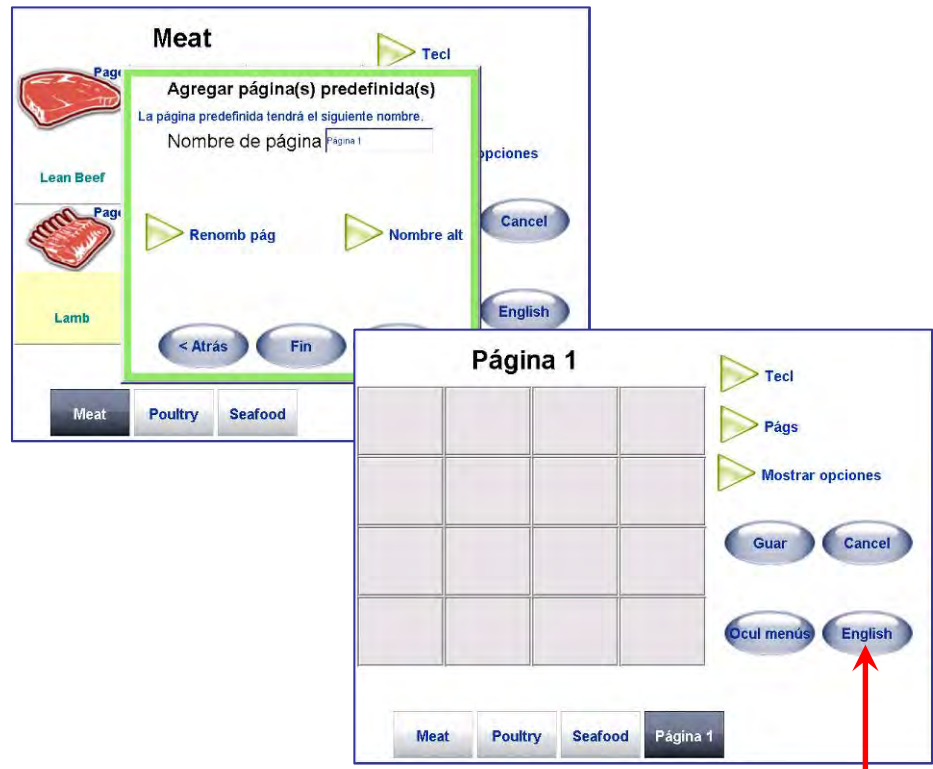 Meat
Tecl
Page
Agregar página(s) predefinida(s)
La página predefinida tendrá el siguiente nombre.
Nombre de página Página 1
opciones
Lean Beef
Page
Renomb pág
Nombre alt
Cancel
Lamb
English
< Atrás
Fin
Meat
Poultry
Seafood
Página 1
Tecl
Págs
Mostrar opciones
Guar
Cancel
Ocul menús
English
Meat
Poultry
Seafood
Página 1